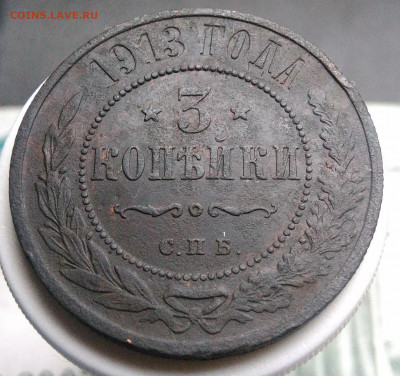 COINS.LAVE.RU
1913 ГОДА
3
КОПѢЙКИ
С.П.Б.